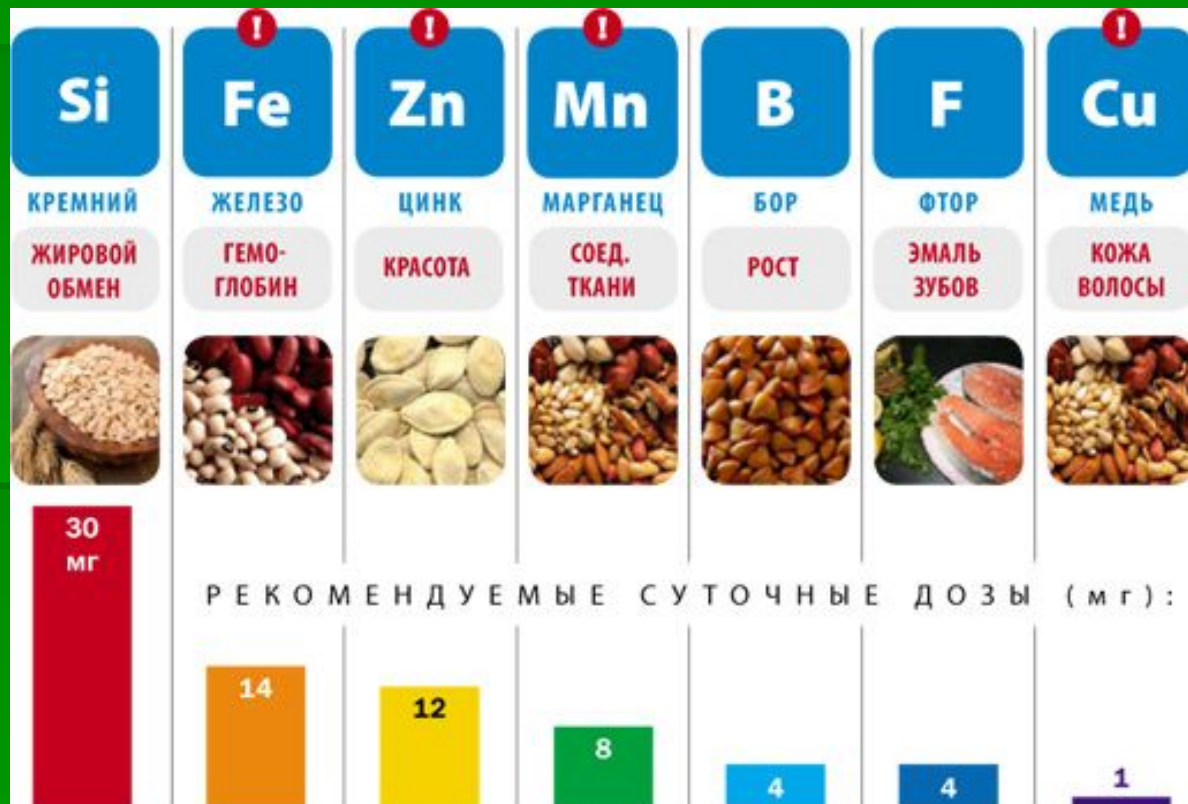 ! ! ! !
Si Fe Zn Mn B F Cu
КРЕМНИЙ ЖЕЛЕЗО ЦИНК МАРГАНЕЦ БОР ФТОР МЕДЬ
ЖИРОВОЙ
ОБМЕН
ГЕМО-
ГЛОБИН
КРАСОТА
СОЕД.
ТКАНИ
РОСТ
ЭМАЛЬ
ЗУБОВ
КОЖА
ВОЛОСЫ
30
мг
РЕКОМЕНДУЕМЫЕ СУТОЧНЫЕ ДОЗЫ (мг):
14
12
8
4
4
1